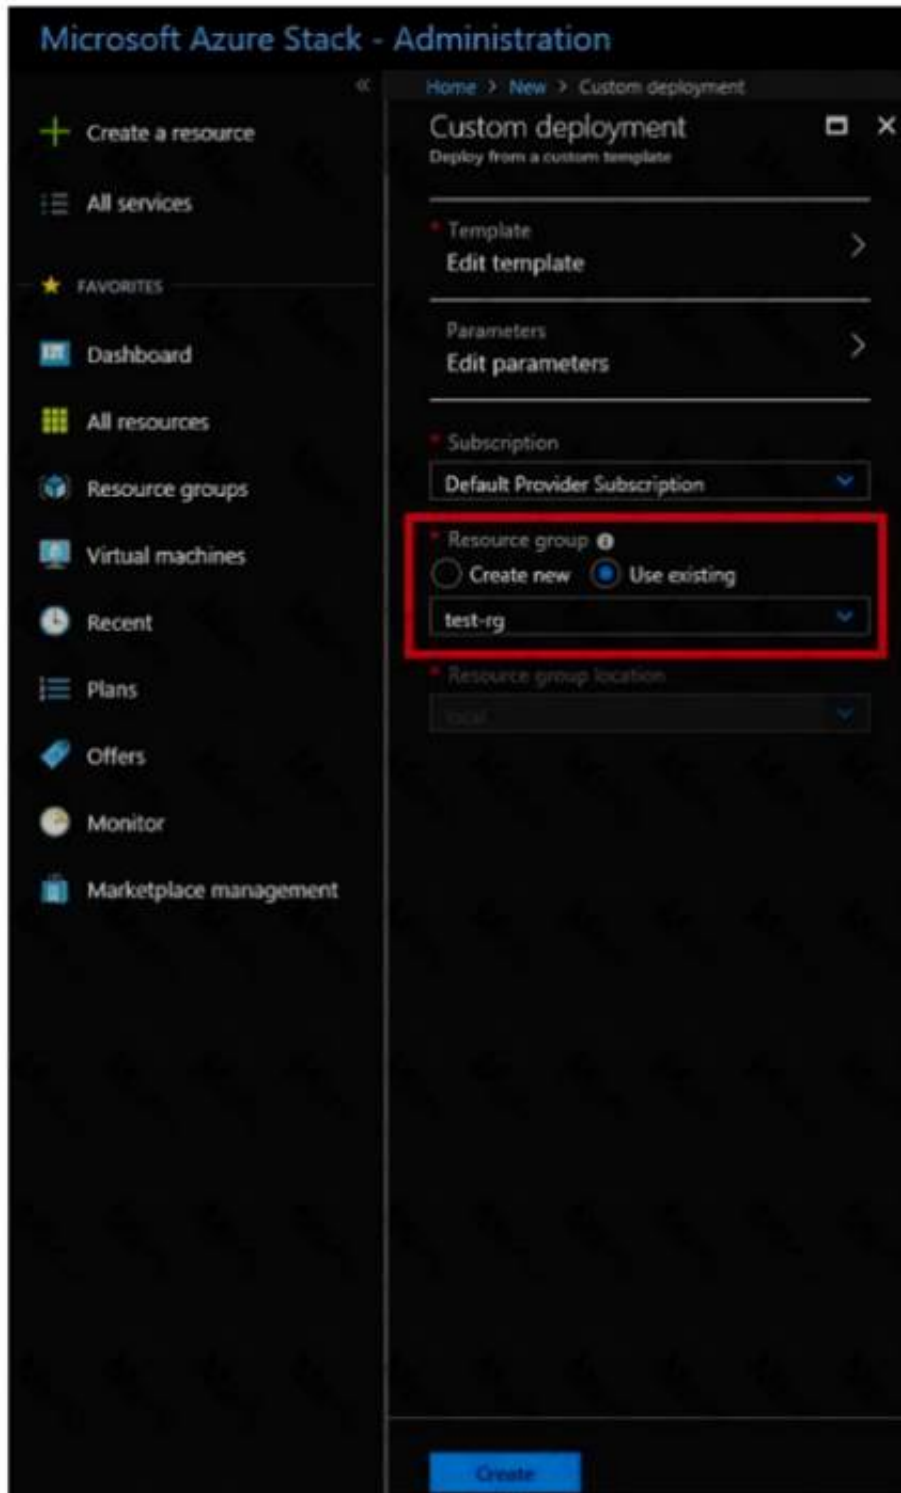 Microsoft Azure Stack - Administration
Create a resource
All services
FAVORITES
Dashboard
All resources
Resource groups
Virtual machines
Recent
Plans
Offers
Monitor
Marketplace management
Home > New > Custom deployment
Custom deployment
Deploy from a custom template
* Template
Edit template
Parameters
Edit parameters
* Subscription
Default Provider Subscription
* Resource group
Create new Use existing
test-rg
* Resource group location
local
Create